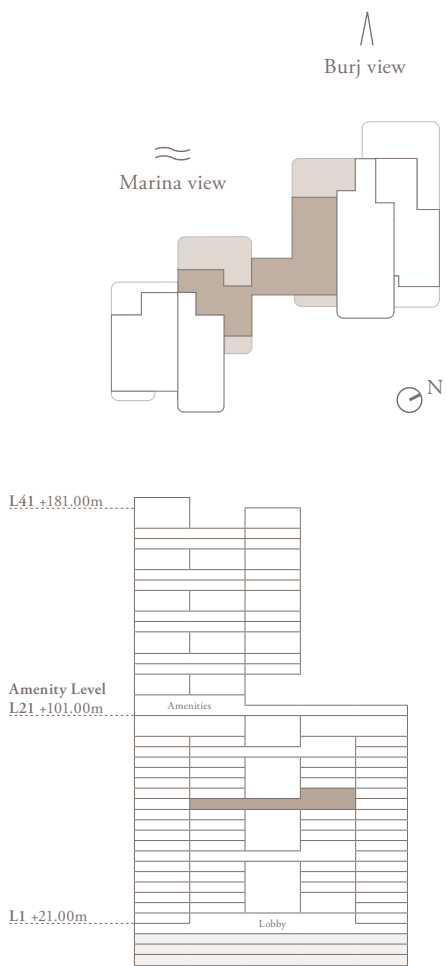 Burj view
Marina view
N
L41 +181.00m
Amenity Level
L21 +101.00m
Amenities
L1 +21.00m
Lobby